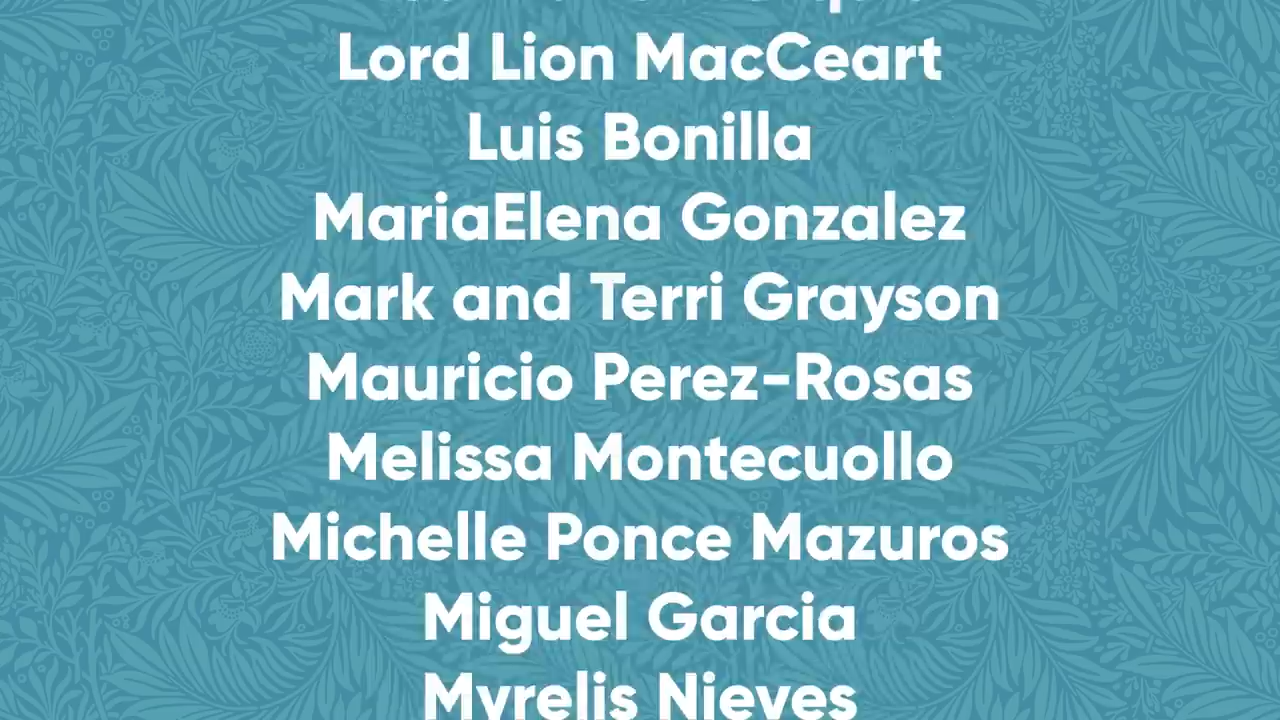 Lord Lion MacCeart
Luis Bonilla
MariaElena Gonzalez
Mark and Terri Grayson
Mauricio Perez-Rosas
Melissa Montecuollo
Michelle Ponce Mazuros
Miguel Garcia
Myrelis Nieves